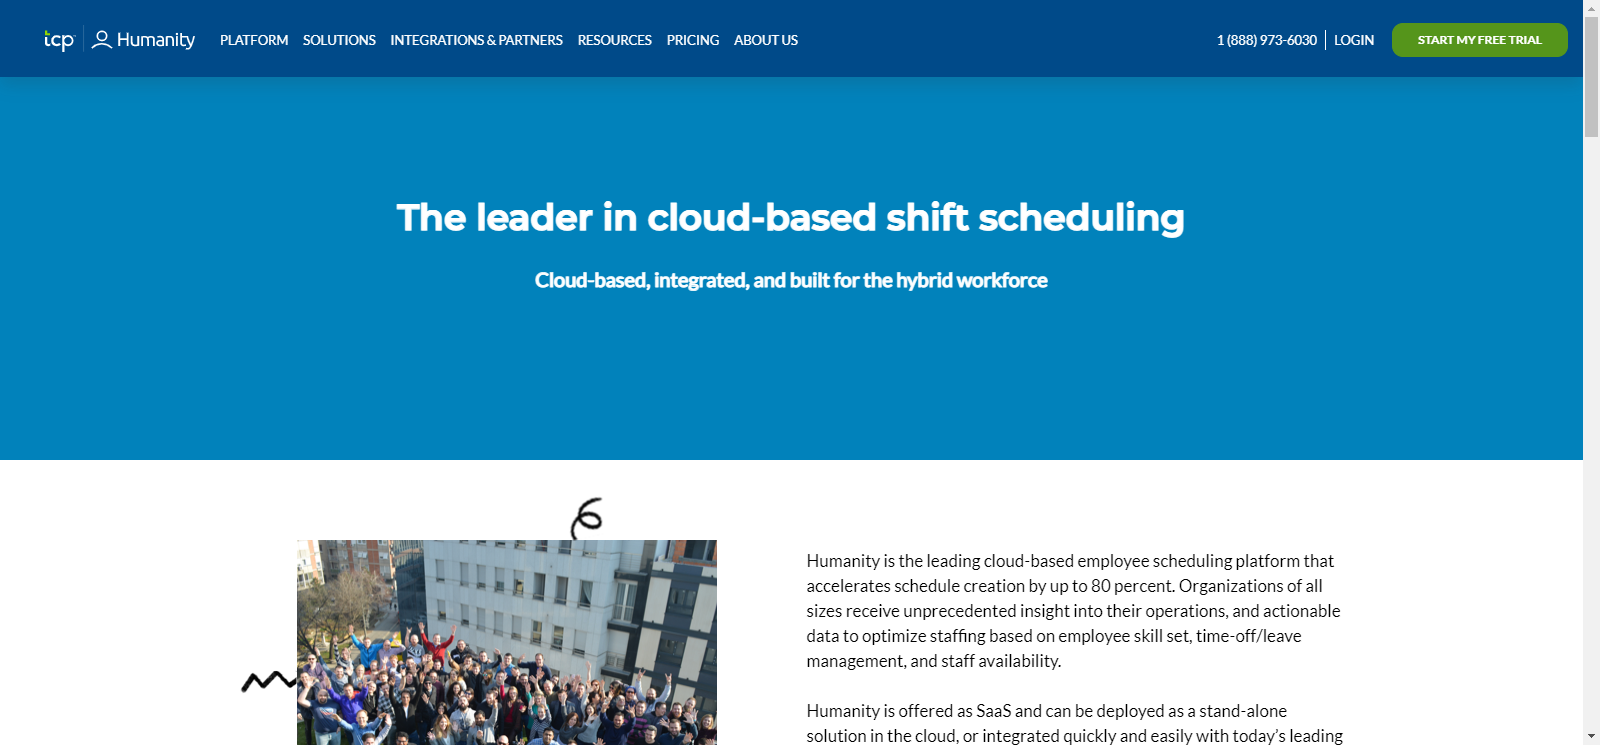 tcp Humanity PLATFORM SOLUTIONS INTEGRATIONS & PARTNERS RESOURCES PRICING ABOUT US 1 (888) 973-6030 LOGIN START MY FREE TRIAL
The leader in cloud-based shift scheduling
Cloud-based, integrated, and built for the hybrid workforce
Humanity is the leading cloud-based employee scheduling platform that
accelerates schedule creation by up to 80 percent. Organizations of all
sizes receive unprecedented insight into their operations, and actionable
data to optimize staffing based on employee skill set, time-off/leave
management, and staff availability.
Humanity is offered as SaaS and can be deployed as a stand-alone
solution in the cloud, or integrated quickly and easily with today’s leading